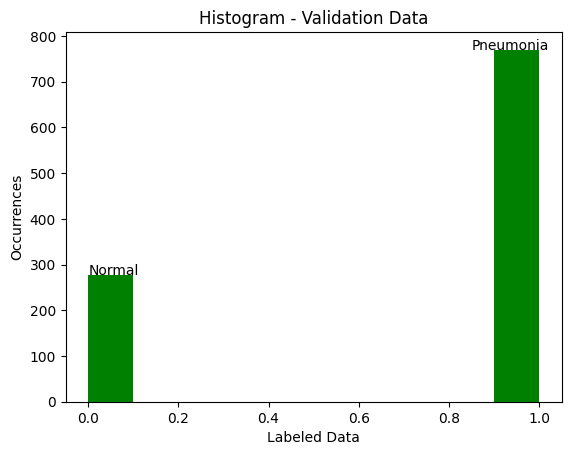 Histogram - Validation Data
800
700
600
500
400
300
200
100
0
Occurrences
Pneumonia
Normal
0.0 0.2 0.4 0.6 0.8 1.0
Labeled Data